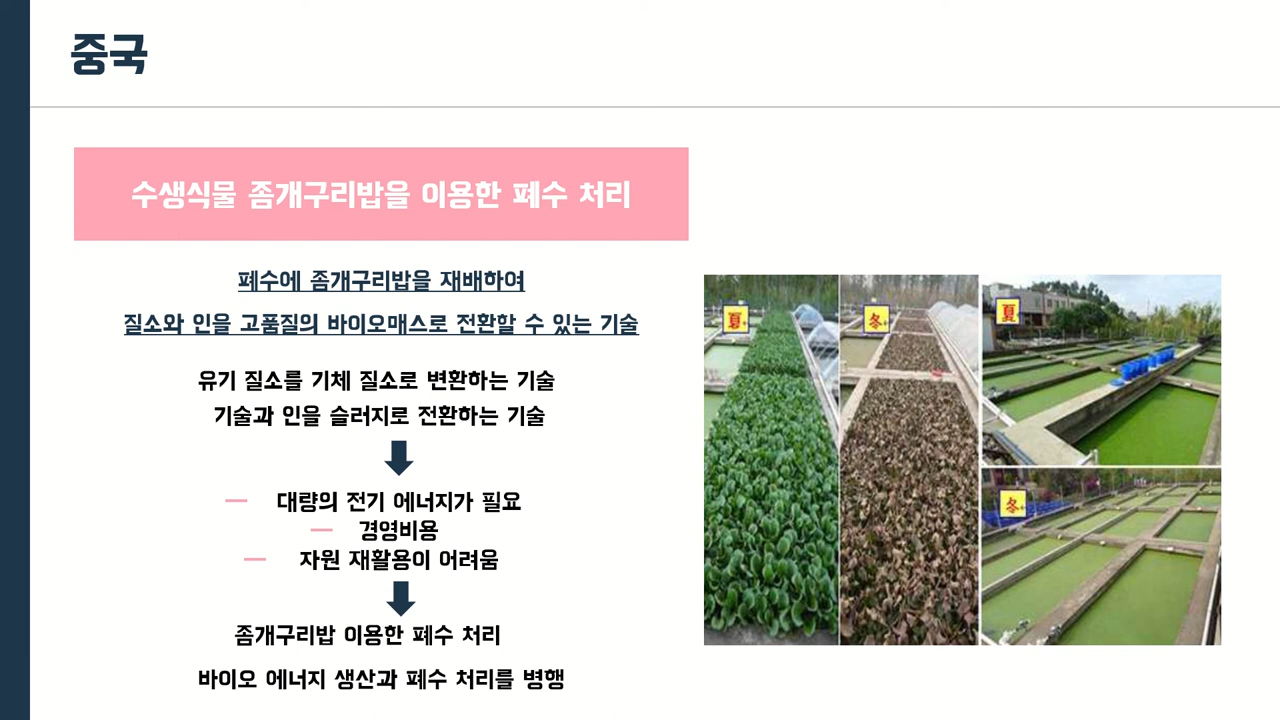 중국
수생식물 좀개구리밥을 이용한 폐수 처리
폐수에 좀개구리밥을 재배하여
질소와 인을 고품질의 바이오매스로 전환할 수 있는 기술
유기 질소를 기체 질소로 변환하는 기술
기술과 인을 슬러지로 전환하는 기술
대량의 전기 에너지가 필요
경영비용
자원 재활용이 어려움
좀개구리밥 이용한 폐수 처리
바이오 에너지 생산과 폐수 처리를 병행
夏
冬
夏
冬